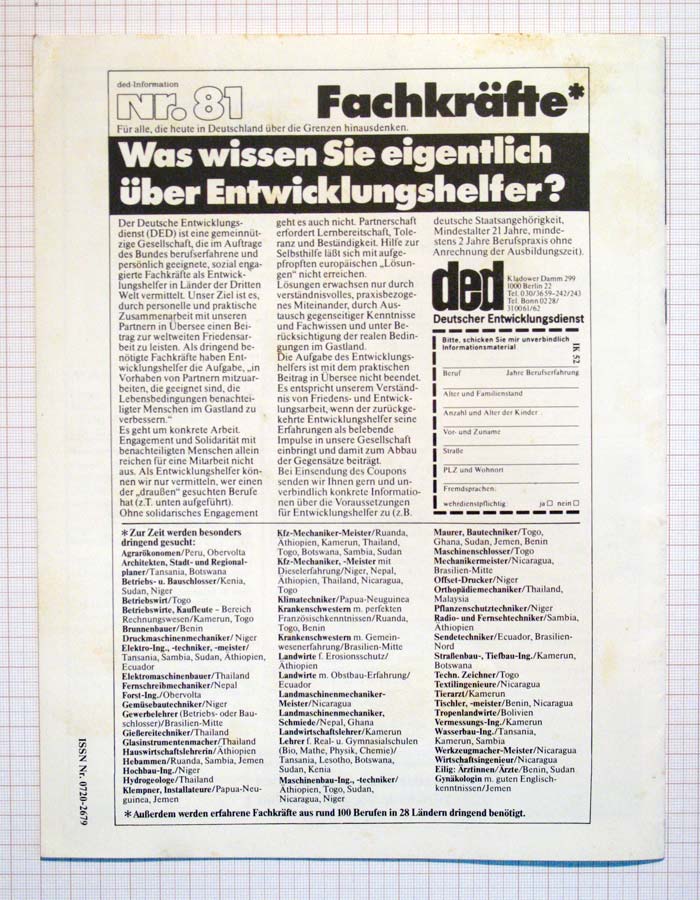 ded-Information
Nr. 81
Fachkräfte*
Für alle, die heute in Deutschland über die Grenzen hinausdenken.
Was wissen Sie eigentlich
über Entwicklungshelfer?
Der Deutsche Entwicklungs-
dienst (DED) ist eine gemeinnüt-
zige Gesellschaft, die im Auftrage
des Bundes berufserfahrene und
persönlich geeignete, sozial enga-
gierte Fachkräfte als Entwick-
lungshelfer in Länder der Dritten
Welt vermittelt. Unser Ziel ist es,
durch personelle und praktische
Zusammenarbeit mit unseren
Partnern in Übersee einen Bei-
trag zur weltweiten Friedensar-
beit zu leisten. Als dringend be-
nötigte Fachkräfte haben Ent-
wicklungshelfer die Aufgabe, „in
Vorhaben von Partnern mitzuar-
beiten, die geeignet sind, die
Lebensbedingungen benachtei-
ligter Menschen im Gastland zu
verbessern.“
Es geht um konkrete Arbeit.
Engagement und Solidarität mit
benachteiligten Menschen allein
reichen für eine Mitarbeit nicht
aus. Als Entwicklungshelfer kön-
nen wir nur vermitteln, wer einen
der „draußen“ gesuchten Berufe
hat (z.T. unten aufgeführt).
Ohne solidarisches Engagement
geht es auch nicht. Partnerschaft
erfordert Lernbereitschaft, Tole-
ranz und Beständigkeit. Hilfe zur
Selbsthilfe läßt sich mit aufge-
pfropften europäischen „Lösun-
gen“ nicht erreichen.
Lösungen erwachsen nur durch
verständnisvolles, praxisbezoge-
nes Miteinander, durch Aus-
tausch gegenseitiger Kenntnisse
und Fachwissen und unter Be-
rücksichtigung der realen Bedin-
gungen im Gastland.
Die Aufgabe des Entwicklungs-
helfers ist mit dem praktischen
Beitrag in Übersee nicht beendet.
Es entspricht unserem Verständ-
nis von Friedens- und Entwick-
lungsarbeit, wenn der zurückge-
kehrte Entwicklungshelfer seine
Erfahrungen als belebende
Impulse in unsere Gesellschaft
einbringt und damit zum Abbau
der Gegensätze beiträgt.
Bei Einsendung des Coupons
senden wir Ihnen gern und un-
verbindlich konkrete Informatio-
nen über die Voraussetzungen
für Entwicklungshelfer zu (z.B.
deutsche Staatsangehörigkeit,
Mindestalter 21 Jahre, minde-
stens 2 Jahre Berufspraxis ohne
Anrechnung der Ausbildungszeit).
ded
Kladower Damm 299
1000 Berlin 22
Tel. 030/36 59-242/243
Tel. Bonn 02 28/
31 00 61/62
Deutscher Entwicklungsdienst
Bitte, schicken Sie mir unverbindlich
Informationsmaterial
IK 52
Beruf Jahre Berufserfahrung
Alter und Familienstand
Anzahl und Alter der Kinder
Vor- und Zuname
Straße
PLZ und Wohnort
Fremdsprachen:
wehrdienstpflichtig: ja □ nein □
* Zur Zeit werden besonders
dringend gesucht:
Agrarökonomen/Peru, Obervolta
Architekten, Stadt- und Regional-
planer/Tansania, Botswana
Betriebs- u. Bauschlosser/Kenia,
Sudan, Niger
Betriebswirt/Togo
Betriebswirte, Kaufleute – Bereich
Rechnungswesen/Kamerun, Togo
Brunnenbauer/Benin
Druckmaschinenmechaniker/ Niger
Elektro-Ing., -techniker, -meister/
Tansania, Sambia, Sudan, Äthiopien,
Ecuador
Elektromaschinenbauer/Thailand
Fernschreibmechaniker/Nepal
Forst-Ing./Obervolta
Gemüsebautechniker/Niger
Gewerbelehrer (Betriebs- oder Bau-
schlosser)/Brasilien-Mitte
Gießereitechniker/Thailand
Glasinstrumentenmacher/Thailand
Hauswirtschaftslehrerin/Äthiopien
Hebammen/Ruanda, Sambia, Jemen
Hochbau-Ing./Niger
Hydrogeologe/Thailand
Klempner, Installateure/Papua-Neu-
guinea, Jemen
Kfz-Mechaniker-Meister/Ruanda,
Äthiopien, Kamerun, Thailand,
Togo, Botswana, Sambia, Sudan
Kfz-Mechaniker, -Meister mit
Dieselerfahrung/Niger, Nepal,
Äthiopien, Thailand, Nicaragua,
Togo
Klimatechniker/Papua-Neuguinea
Krankenschwestern m. perfekten
Französischkenntnissen/Ruanda,
Togo, Benin
Krankenschwestern m. Gemein-
wesenerfahrung/Brasilien-Mitte
Landwirte f. Erosionsschutz/
Äthiopien
Landwirte m. Obstbau-Erfahrung/
Ecuador
Landmaschinenmechaniker-
Meister/Nicaragua
Landmaschinenmechaniker,
Schmiede/Nepal, Ghana
Landwirtschaftslehrer/Kamerun
Lehrer f. Real- u. Gymnasialschulen
(Bio, Mathe, Physik, Chemie)/
Tansania, Lesotho, Botswana,
Sudan, Kenia
Maschinenbau-Ing., -techniker/
Äthiopien, Togo, Sudan,
Nicaragua, Niger
Maurer, Bautechniker/Togo,
Ghana, Sudan, Jemen, Benin
Maschinenschlosser/Togo
Mechanikermeister/Nicaragua,
Brasilien-Mitte
Offset-Drucker/Niger
Orthopädiemechaniker/Thailand,
Malaysia
Pflanzenschutztechniker/Niger
Radio- und Fernsehtechniker/Sambia,
Äthiopien
Sendetechniker/Ecuador, Brasilien-
Nord
Straßenbau-, Tiefbau-Ing./Kamerun,
Botswana
Techn. Zeichner/Togo
Textilingenieure/Nicaragua
Tierarzt/Kamerun
Tischler, -meister/Benin, Nicaragua
Tropenlandwirte/Bolivien
Vermessungs-Ing./Kamerun
Wasserbau-Ing./Tansania,
Kamerun, Sambia
Werkzeugmacher-Meister/Nicaragua
Wirtschaftsingenieur/Nicaragua
Eilig: Ärztinnen/Ärzte/Benin, Sudan
Gynäkologin m. guten Englisch-
kenntnissen/Jemen
* Außerdem werden erfahrene Fachkräfte aus rund 100 Berufen in 28 Ländern dringend benötigt.
ISSN Nr. 0720-2679